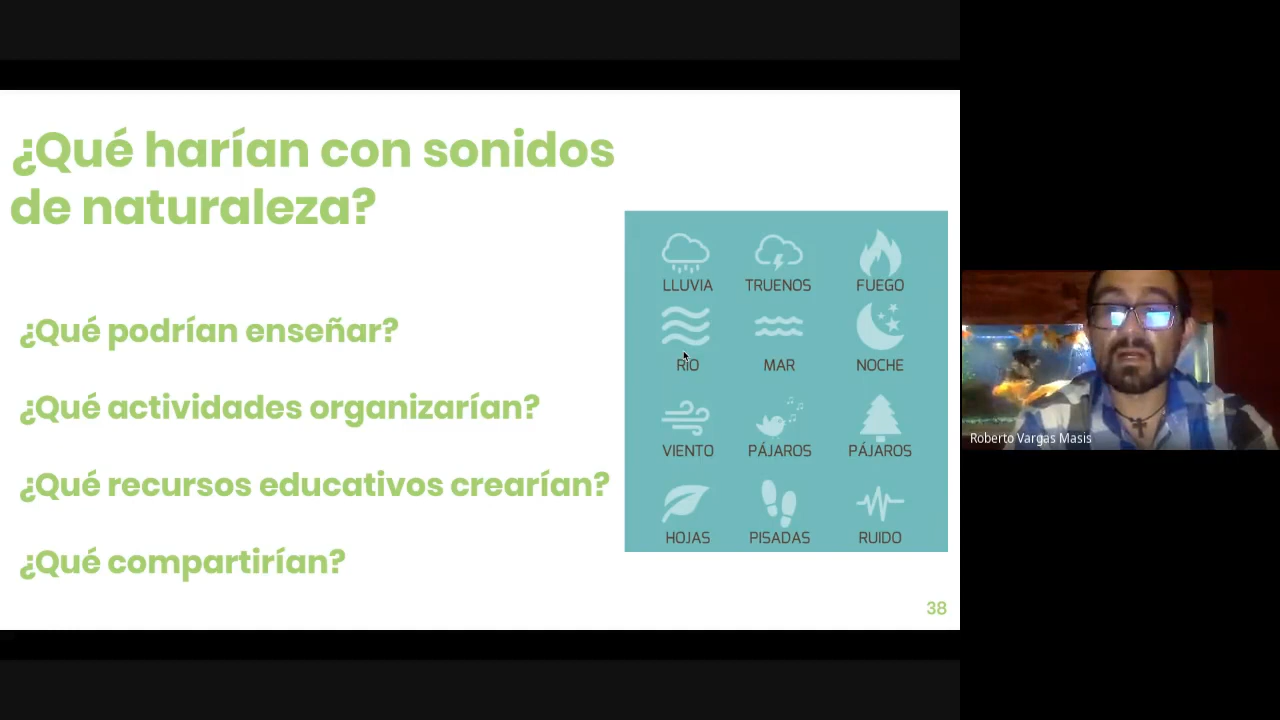 ¿Qué harían con sonidos
de naturaleza?
¿Qué podrían enseñar?
¿Qué actividades organizarían?
¿Qué recursos educativos crearían?
¿Qué compartirían?
LLUVIA TRUENOS FUEGO
RÍO MAR NOCHE
VIENTO PÁJAROS PÁJAROS
HOJAS PISADAS RUIDO
38
Roberto Vargas Masis